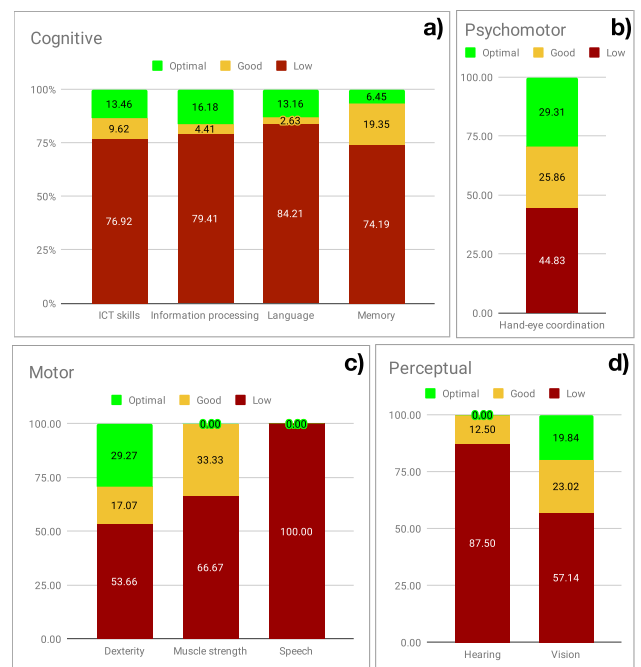 a)
Cognitive
Optimal Good Low
100%
75%
50%
25%
0%
13.46 16.18 13.16 6.45
9.62 4.41 2.63 19.35
76.92 79.41 84.21 74.19
ICT skills Information processing Language Memory
b)
Psychomotor
Optimal Good Low
100.00
75.00
50.00
25.00
0.00
29.31
25.86
44.83
Hand-eye coordination
c)
Motor
Optimal Good Low
100.00
75.00
50.00
25.00
0.00
29.27 0.00 0.00
17.07 33.33
53.66 66.67 100.00
Dexterity Muscle strength Speech
d)
Perceptual
Optimal Good Low
100.00
75.00
50.00
25.00
0.00
0.00 19.84
12.50 23.02
87.50 57.14
Hearing Vision